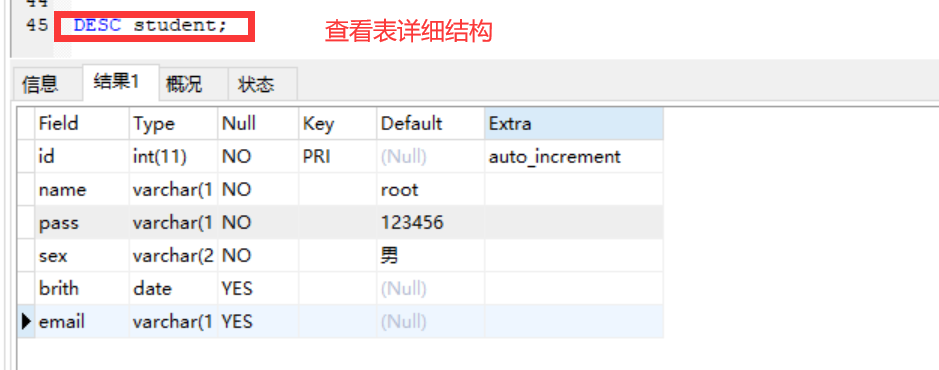 44
45 DESC student;
查看表详细结构
信息 结果1 概况 状态
Field Type Null Key Default Extra
id int(11) NO PRI (Null) auto_increment
name varchar(1 NO root
pass varchar(1 NO 123456
sex varchar(2 NO 男
brith date YES (Null)
email varchar(1 YES (Null)